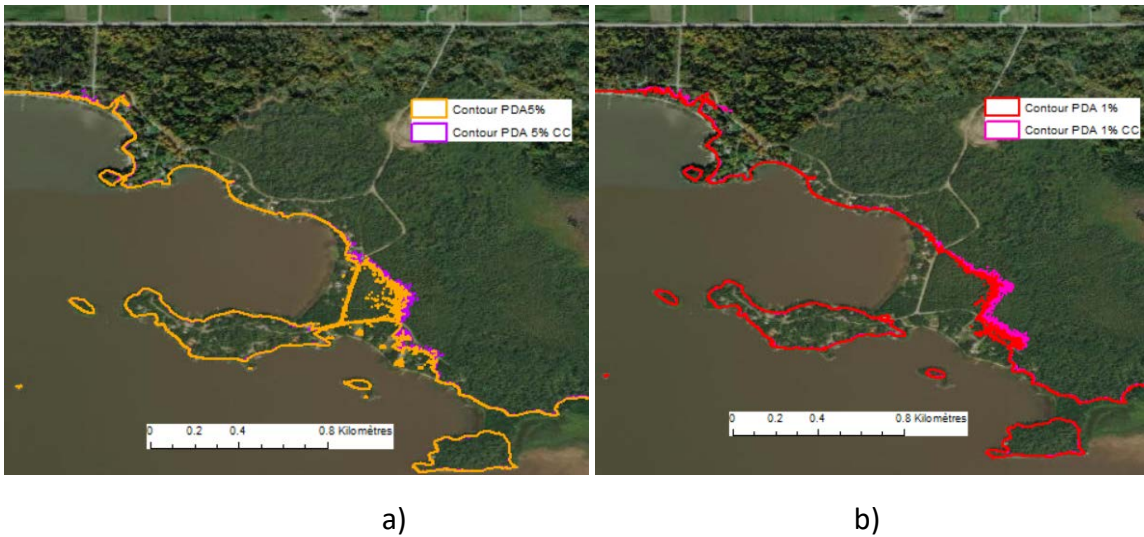 Contour PDA5%
Contour PDA 5% CC
0 0.2 0.4 0.8 Kilomètres
a)
Contour PDA 1%
Contour PDA 1% CC
0 0.2 0.4 0.8 Kilomètres
b)